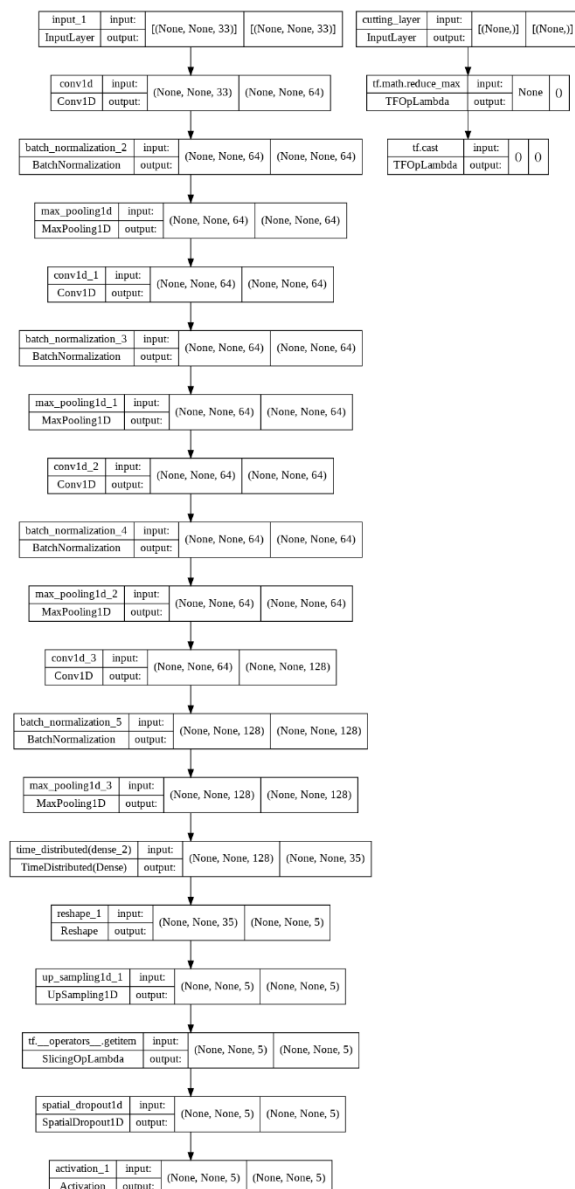 input_1 input: [(None, None, 33)] [(None, None, 33)]
InputLayer output:
cutting_layer input: [(None,)] [(None,)]
InputLayer output:
conv1d input: (None, None, 33) (None, None, 64)
Conv1D output:
tf.math.reduce_max input: None ()
TFOpLambda output:
batch_normalization_2 input: (None, None, 64) (None, None, 64)
BatchNormalization output:
tf.cast input: () ()
TFOpLambda output:
max_pooling1d input: (None, None, 64) (None, None, 64)
MaxPooling1D output:
conv1d_1 input: (None, None, 64) (None, None, 64)
Conv1D output:
batch_normalization_3 input: (None, None, 64) (None, None, 64)
BatchNormalization output:
max_pooling1d_1 input: (None, None, 64) (None, None, 64)
MaxPooling1D output:
conv1d_2 input: (None, None, 64) (None, None, 64)
Conv1D output:
batch_normalization_4 input: (None, None, 64) (None, None, 64)
BatchNormalization output:
max_pooling1d_2 input: (None, None, 64) (None, None, 64)
MaxPooling1D output:
conv1d_3 input: (None, None, 64) (None, None, 128)
Conv1D output:
batch_normalization_5 input: (None, None, 128) (None, None, 128)
BatchNormalization output:
max_pooling1d_3 input: (None, None, 128) (None, None, 128)
MaxPooling1D output:
time_distributed(dense_2) input: (None, None, 128) (None, None, 35)
TimeDistributed(Dense) output:
reshape_1 input: (None, None, 35) (None, None, 5)
Reshape output:
up_sampling1d_1 input: (None, None, 5) (None, None, 5)
UpSampling1D output:
tf.__operators__.getitem input: (None, None, 5) (None, None, 5)
SlicingOpLambda output:
spatial_dropout1d input: (None, None, 5) (None, None, 5)
SpatialDropout1D output:
activation_1 input: (None, None, 5) (None, None, 5)
Activation output: